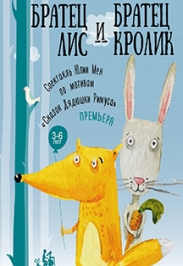 БРАТЕЦ БРАТЕЦ
ЛИС И КРОЛИК
Спектакль Юлии Мен
по мотивам
«Сказок Дядюшки Римуса»
ПРЕМЬЕРА
3-6
лет